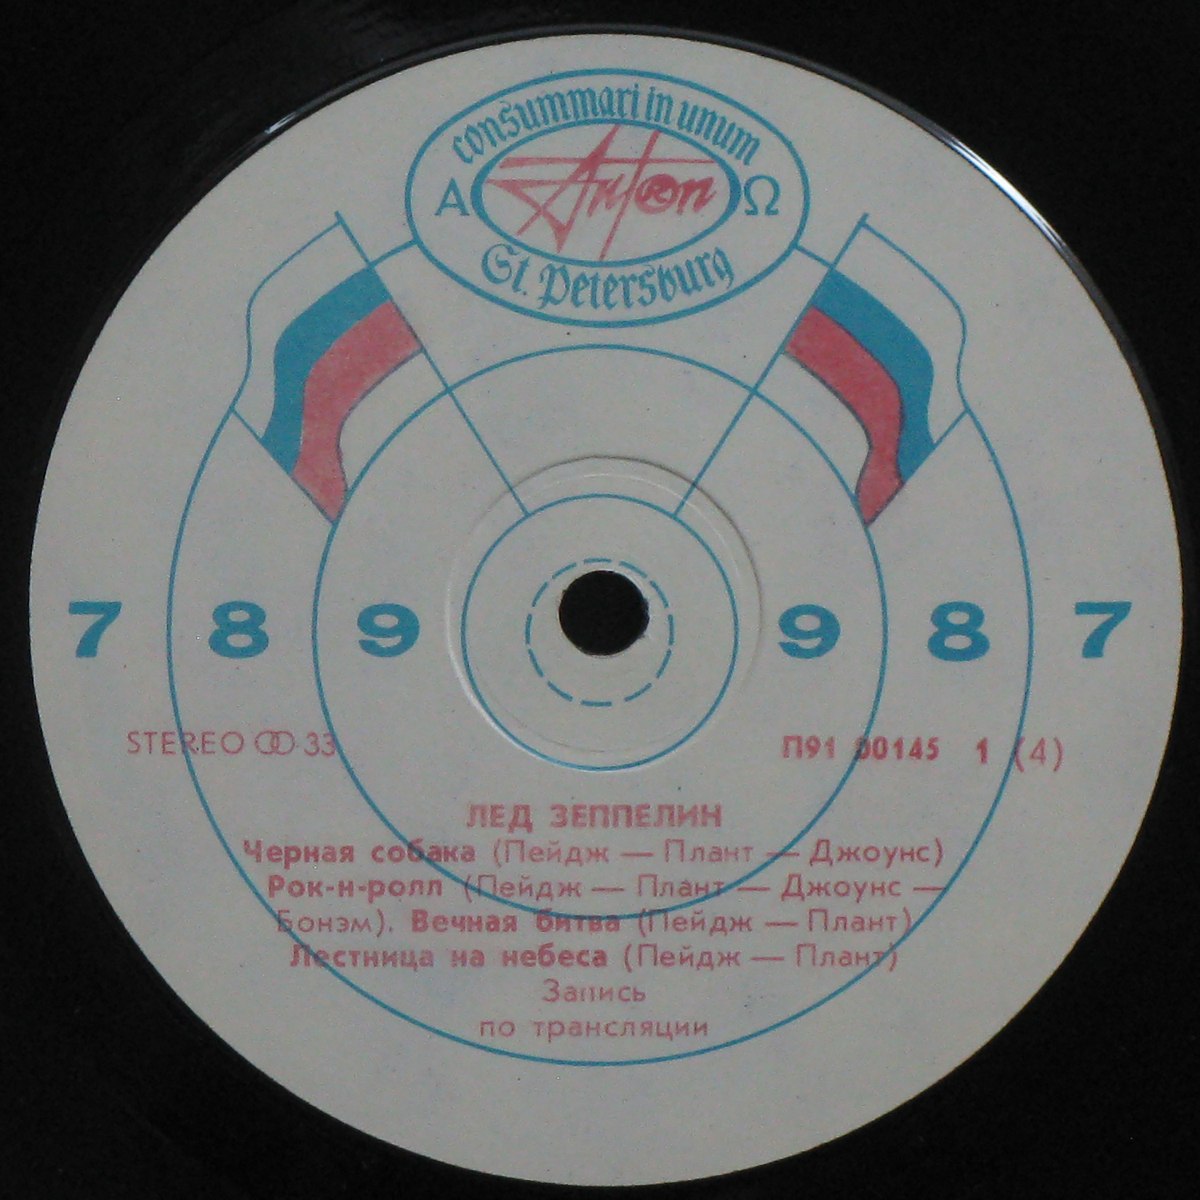 consummari in unum
Α AntRon Ω
St. Petersburg
7 8 9 9 8 7
STEREO 33 П91 00145 1 (4)
ЛЕД ЗЕППЕЛИН
Черная собака (Пейдж — Плант — Джоунс)
Рок-н-ролл (Пейдж — Плант — Джоунс —
Бонэм). Вечная битва (Пейдж — Плант)
Лестница на небеса (Пейдж — Плант)
Запись
по трансляции